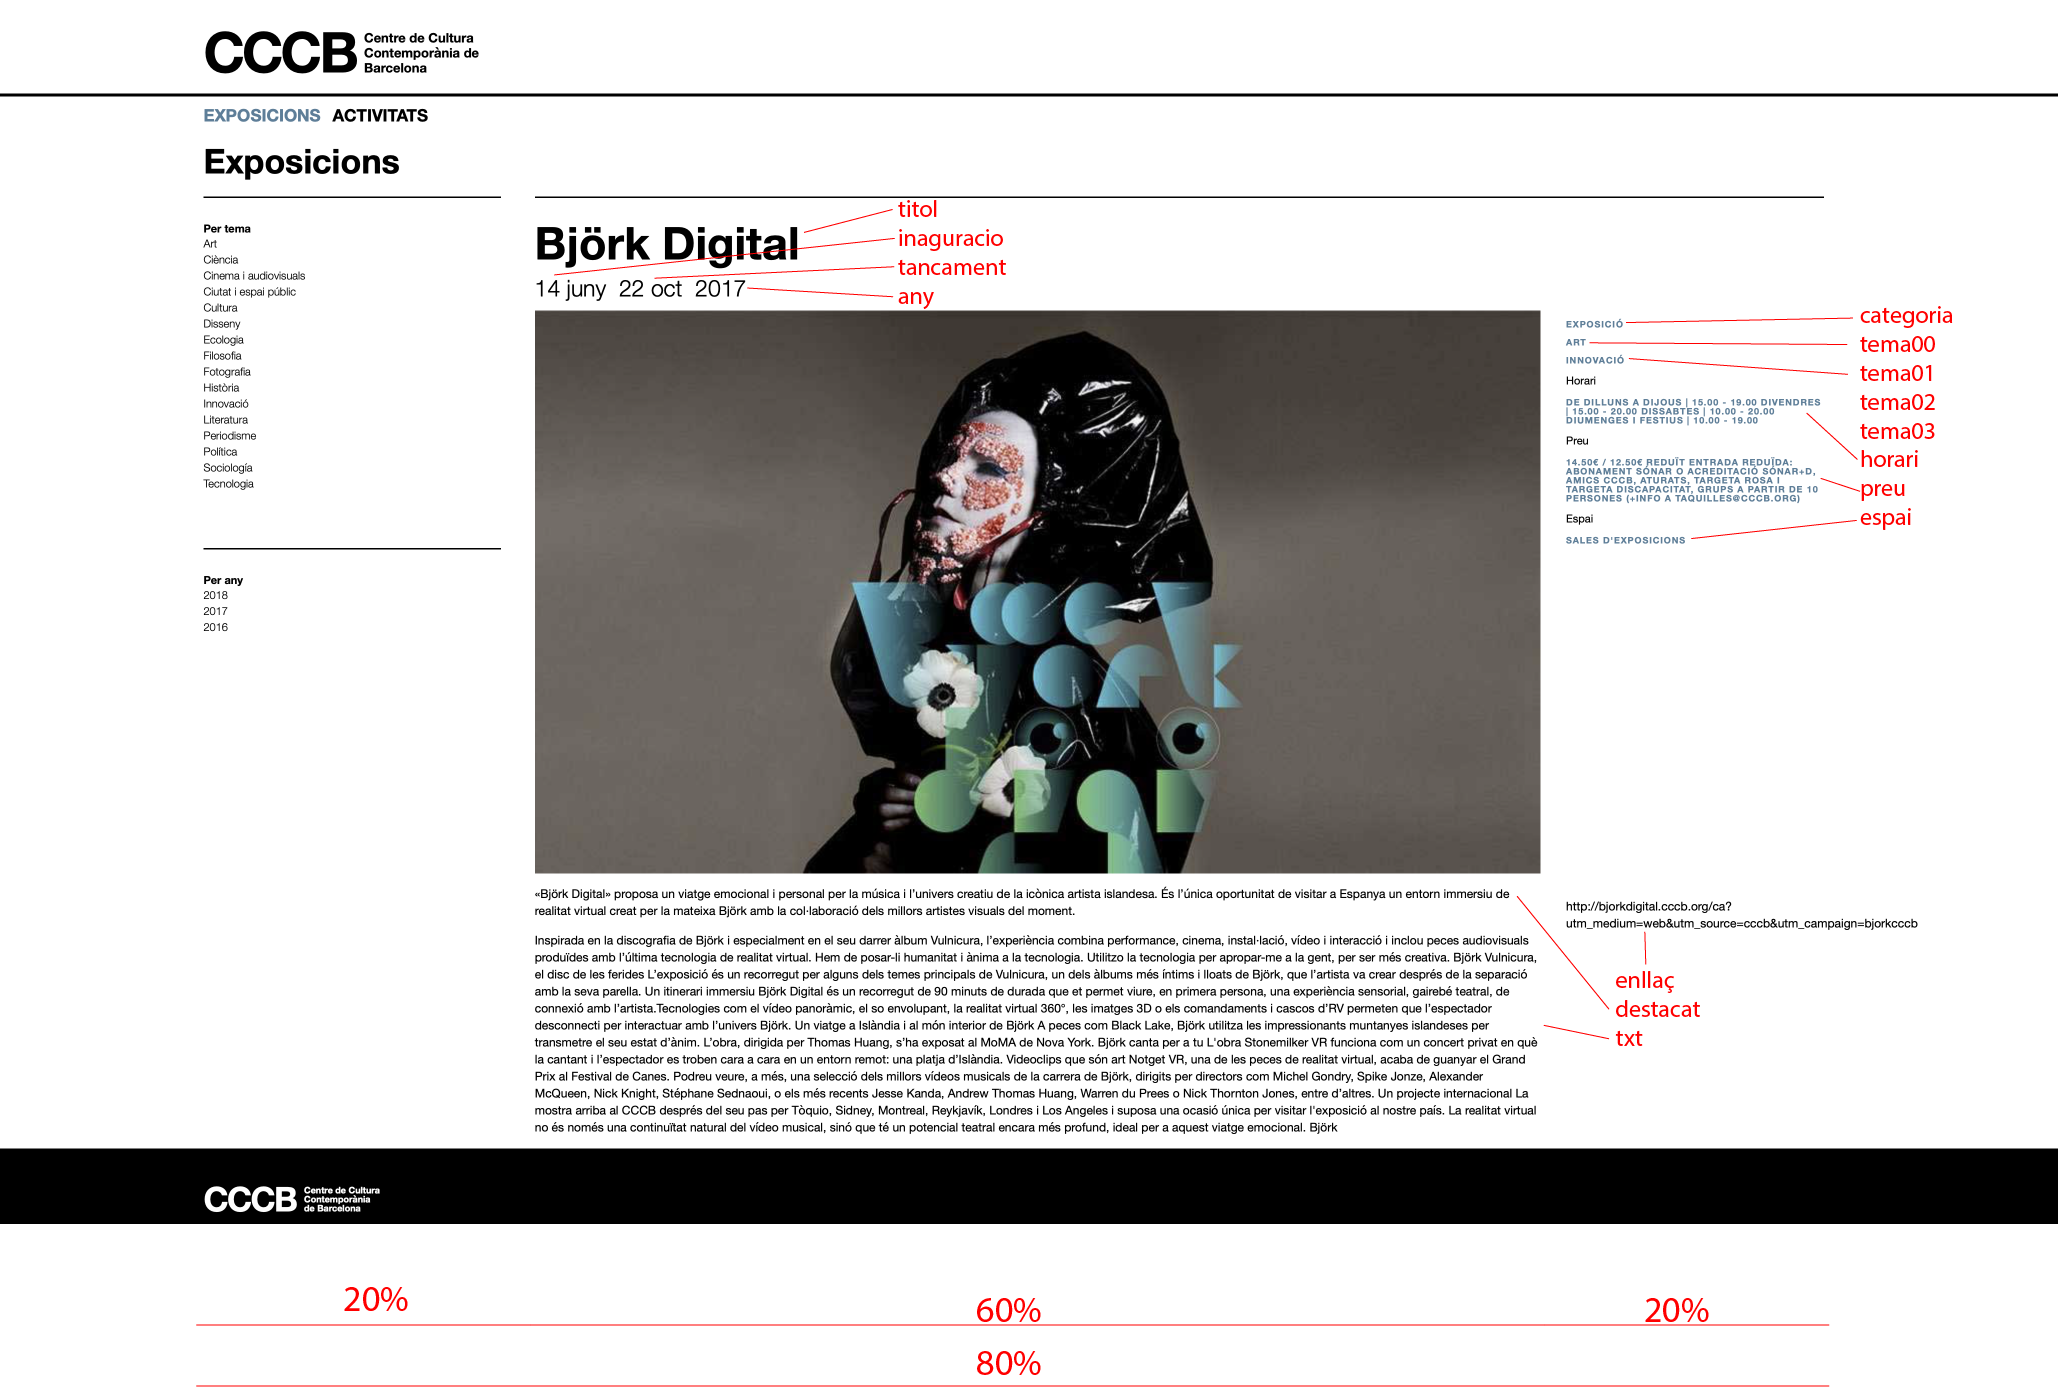 CCCB Centre de Cultura
Contemporània de
Barcelona
EXPOSICIONS ACTIVITATS
Exposicions
Per tema
Art
Ciència
Cinema i audiovisuals
Ciutat i espai públic
Cultura
Disseny
Ecologia
Filosofia
Fotografia
Història
Innovació
Literatura
Periodisme
Política
Sociología
Tecnologia
Per any
2018
2017
2016
Björk Digital
14 juny 22 oct 2017
titol
inaguracio
tancament
any
EXPOSICIÓ
ART
INNOVACIÓ
Horari
DE DILLUNS A DIJOUS | 15.00 - 19.00 DIVENDRES
| 15.00 - 20.00 DISSABTES | 10.00 - 20.00
DIUMENGES I FESTIUS | 10.00 - 19.00
Preu
14.50€ / 12.50€ REDUÏT ENTRADA REDUÏDA:
ABONAMENT SÓNAR O ACREDITACIÓ SÓNAR+D,
AMICS CCCB, ATURATS, TARGETA ROSA I
TARGETA DISCAPACITAT, GRUPS A PARTIR DE 10
PERSONES (+INFO A TAQUILLES@CCCB.ORG)
Espai
SALES D'EXPOSICIONS
categoria
tema00
tema01
tema02
tema03
horari
preu
espai
«Björk Digital» proposa un viatge emocional i personal per la música i l'univers creatiu de la icònica artista islandesa. És l'única oportunitat de visitar a Espanya un entorn immersiu de
realitat virtual creat per la mateixa Björk amb la col·laboració dels millors artistes visuals del moment.
Inspirada en la discografia de Björk i especialment en el seu darrer àlbum Vulnicura, l'experiència combina performance, cinema, instal·lació, vídeo i interacció i inclou peces audiovisuals
produïdes amb l'última tecnologia de realitat virtual. Hem de posar-li humanitat i ànima a la tecnologia. Utilitzo la tecnologia per apropar-me a la gent, per ser més creativa. Björk Vulnicura,
el disc de les ferides L'exposició és un recorregut per alguns dels temes principals de Vulnicura, un dels àlbums més íntims i lloats de Björk, que l'artista va crear després de la separació
amb la seva parella. Un itinerari immersiu Björk Digital és un recorregut de 90 minuts de durada que et permet viure, en primera persona, una experiència sensorial, gairebé teatral, de
connexió amb l'artista.Tecnologies com el vídeo panoràmic, el so envolupant, la realitat virtual 360°, les imatges 3D o els comandaments i cascos d'RV permeten que l'espectador
desconnecti per interactuar amb l'univers Björk. Un viatge a Islàndia i al món interior de Björk A peces com Black Lake, Björk utilitza les impressionants muntanyes islandeses per
transmetre el seu estat d'ànim. L'obra, dirigida per Thomas Huang, s'ha exposat al MoMA de Nova York. Björk canta per a tu L'obra Stonemilker VR funciona com un concert privat en què
la cantant i l'espectador es troben cara a cara en un entorn remot: una platja d'Islàndia. Videoclips que són art Notget VR, una de les peces de realitat virtual, acaba de guanyar el Grand
Prix al Festival de Canes. Podreu veure, a més, una selecció dels millors vídeos musicals de la carrera de Björk, dirigits per directors com Michel Gondry, Spike Jonze, Alexander
McQueen, Nick Knight, Stéphane Sednaoui, o els més recents Jesse Kanda, Andrew Thomas Huang, Warren du Prees o Nick Thornton Jones, entre d'altres. Un projecte internacional La
mostra arriba al CCCB després del seu pas per Tòquio, Sidney, Montreal, Reykjavík, Londres i Los Angeles i suposa una ocasió única per visitar l'exposició al nostre país. La realitat virtual
no és només una continuïtat natural del vídeo musical, sinó que té un potencial teatral encara més profund, ideal per a aquest viatge emocional. Björk
http://bjorkdigital.cccb.org/ca?
utm_medium=web&utm_source=cccb&utm_campaign=bjorkcccb
enllaç
destacat
txt
CCCB Centre de Cultura
Contemporània
de Barcelona
20%
60%
20%
80%